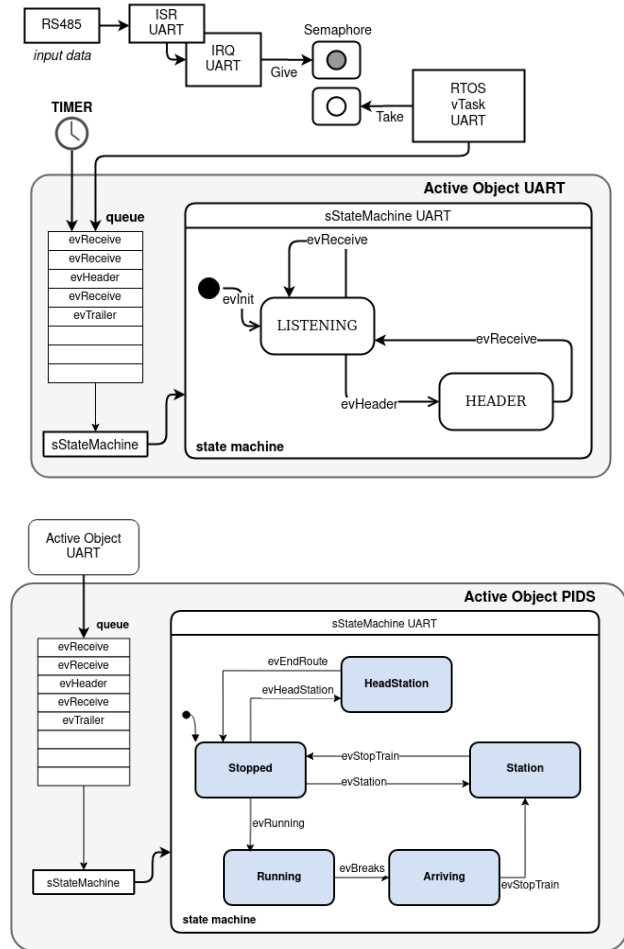 RS485
input data
ISR
UART
IRQ
UART
Give
Semaphore
Take
RTOS
vTask
UART
TIMER
Active Object UART
queue
evReceive
evReceive
evHeader
evReceive
evTrailer
sStateMachine
sStateMachine UART
evReceive
evInit
LISTENING
evReceive
evHeader
HEADER
state machine
Active Object
UART
Active Object PIDS
queue
evReceive
evReceive
evHeader
evReceive
evTrailer
sStateMachine
sStateMachine UART
evEndRoute
HeadStation
evHeadStation
Stopped
evStopTrain
evStation
Station
evRunning
Running
evBreaks
Arriving
evStopTrain
state machine